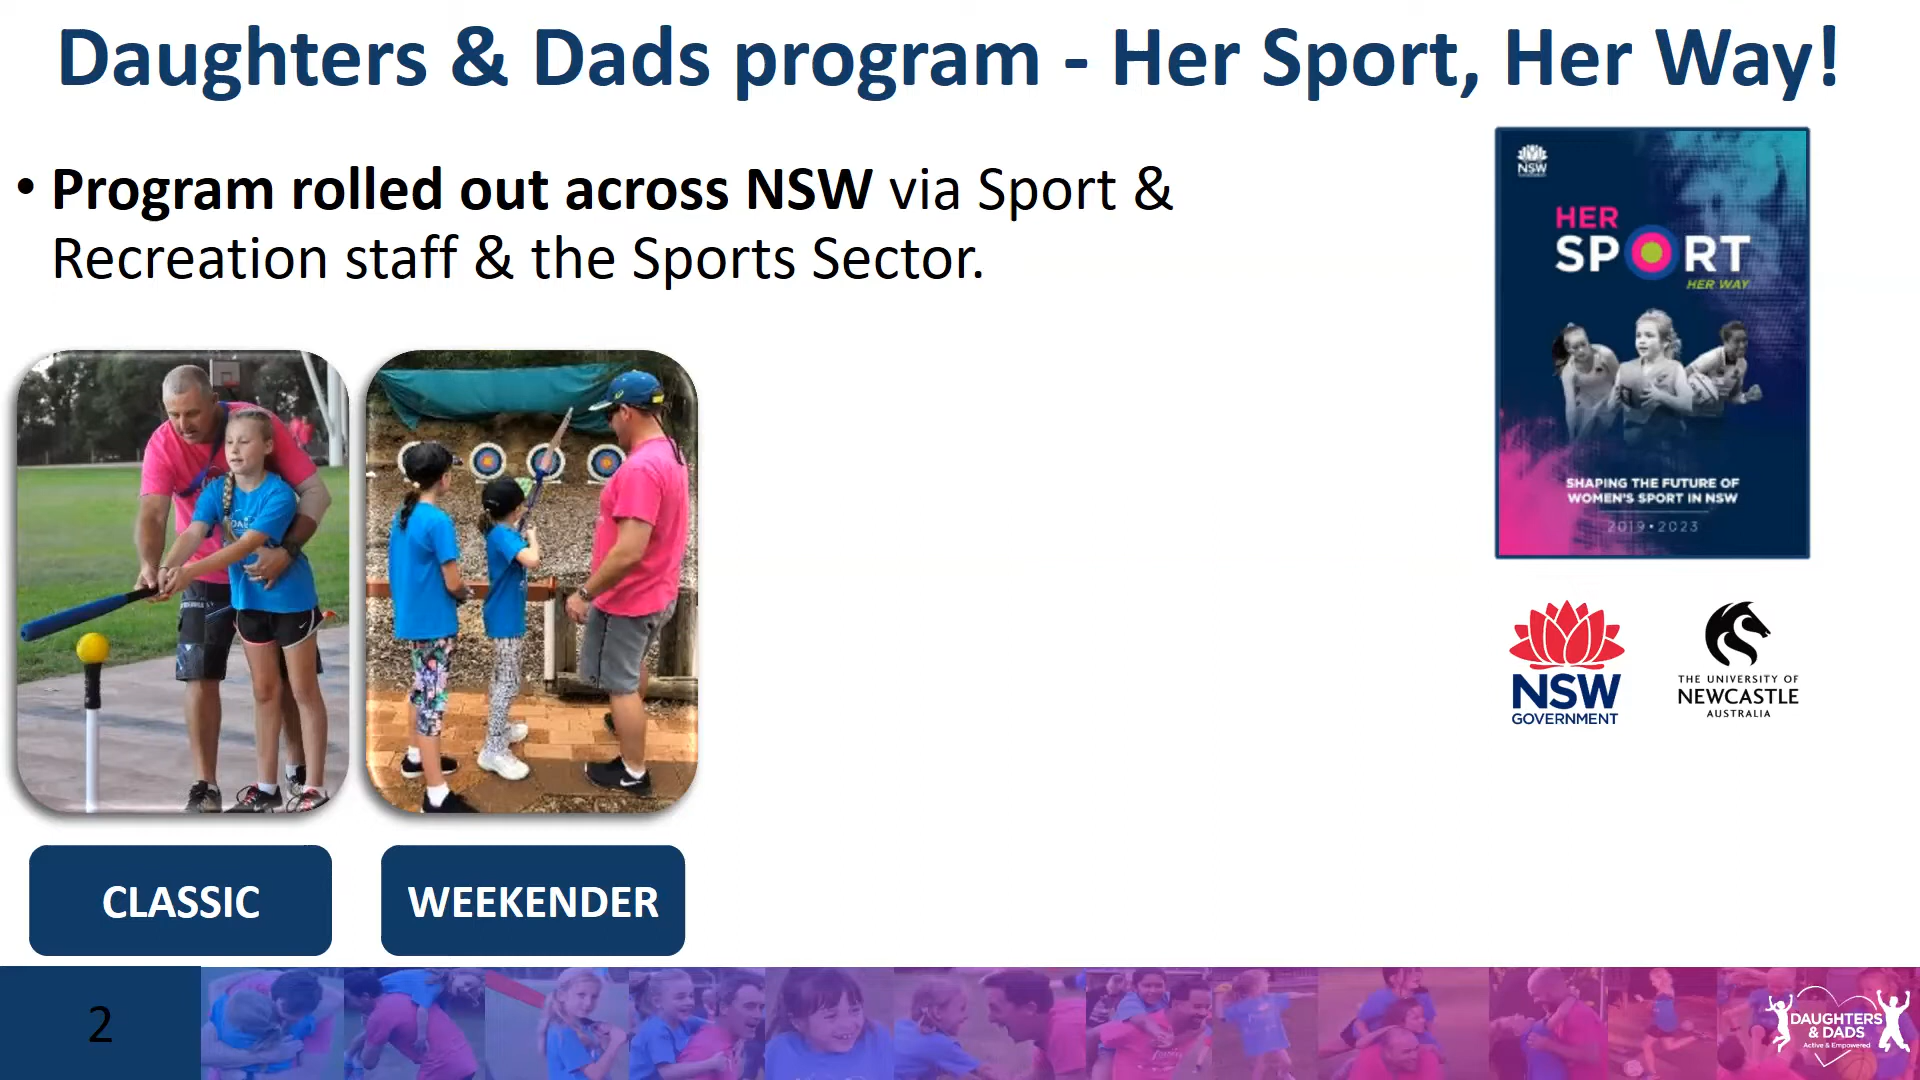 Daughters & Dads program - Her Sport, Her Way!
• Program rolled out across NSW via Sport &
Recreation staff & the Sports Sector.
NSW
HER
SPORT
HER WAY
SHAPING THE FUTURE OF
WOMEN'S SPORT IN NSW
2019 • 2023
NSW
GOVERNMENT
THE UNIVERSITY OF
NEWCASTLE
AUSTRALIA
CLASSIC
WEEKENDER
2
DAUGHTERS
& DADS
Active & Empowered